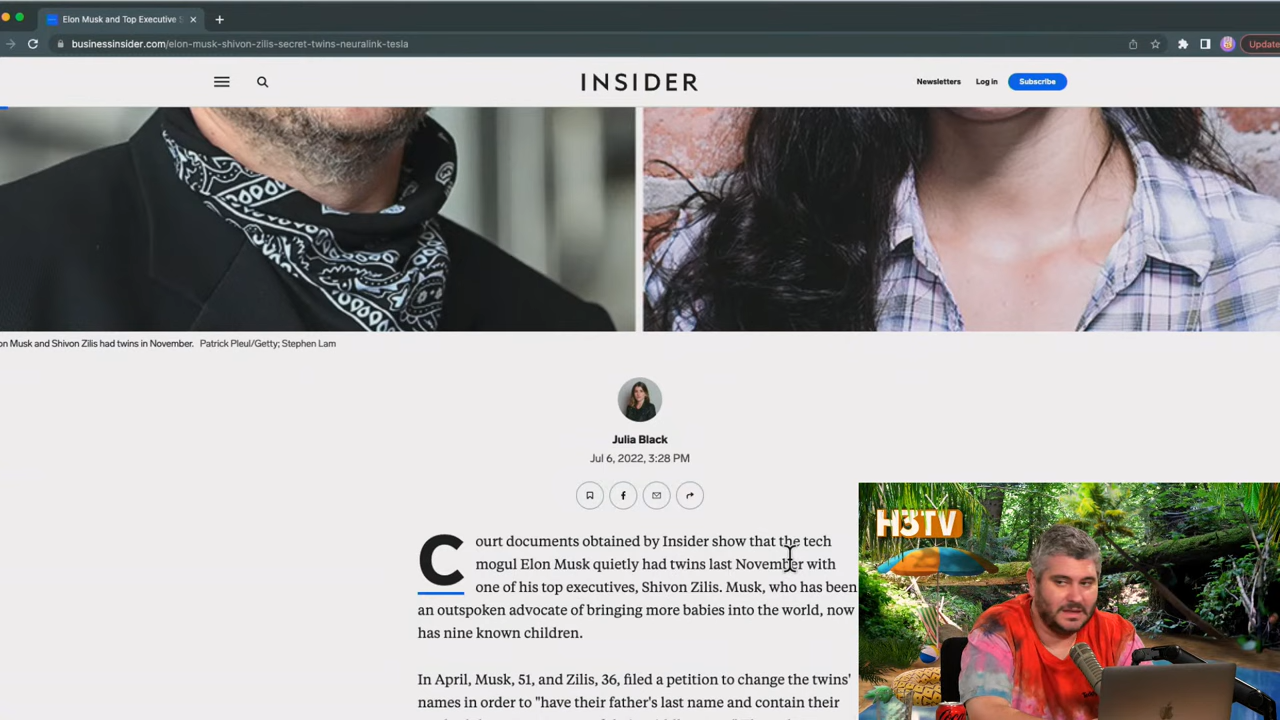 Elon Musk and Top Executive S
businessinsider.com/elon-musk-shivon-zilis-secret-twins-neuralink-tesla
Update
INSIDER
Newsletters Log in Subscribe
on Musk and Shivon Zilis had twins in November. Patrick Pleul/Getty; Stephen Lam
Julia Black
Jul 6, 2022, 3:28 PM
Court documents obtained by Insider show that the tech
mogul Elon Musk quietly had twins last November with
one of his top executives, Shivon Zilis. Musk, who has been
an outspoken advocate of bringing more babies into the world, now
has nine known children.
In April, Musk, 51, and Zilis, 36, filed a petition to change the twins'
names in order to "have their father's last name and contain their
H3TV